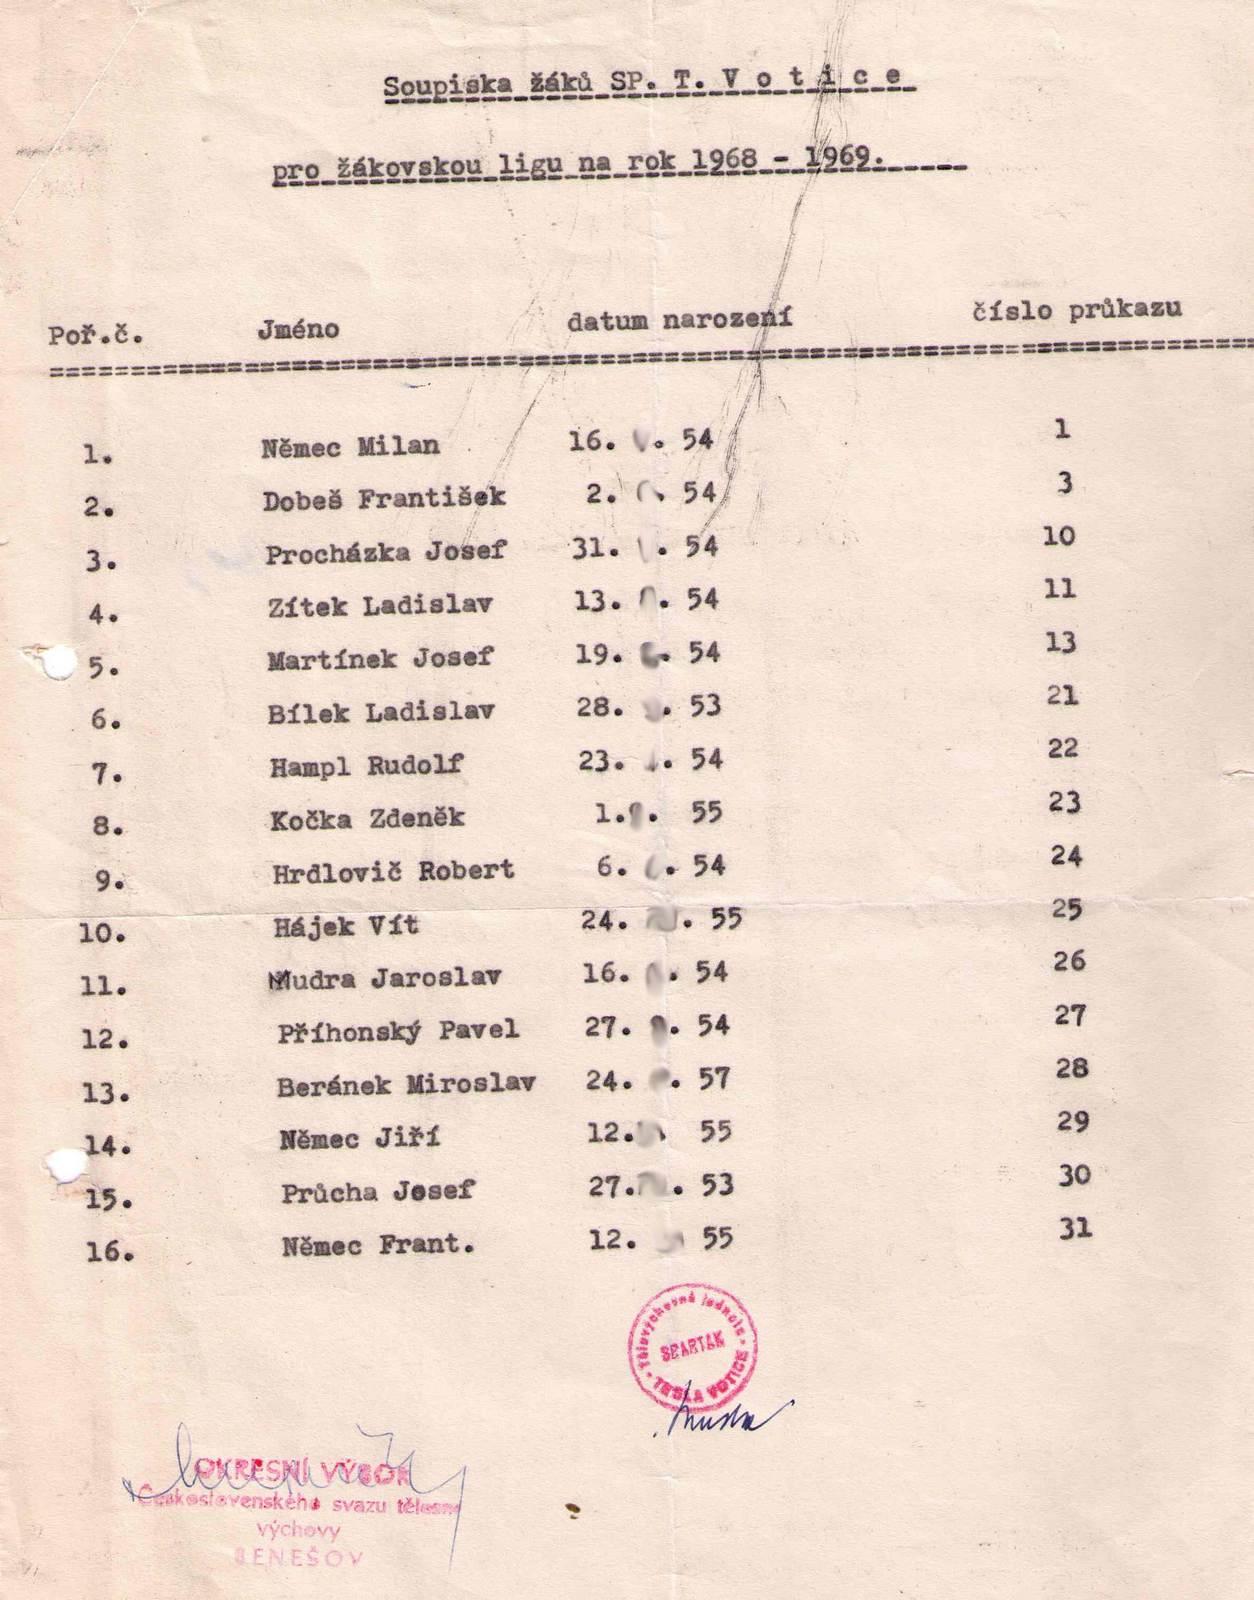 Soupiska žáků SP. T. V o t i c e
pro žákovskou ligu na rok 1968 - 1969.
Poř.č. Jméno datum narození číslo průkazu
1. Němec Milan 16. . 54 1
2. Dobeš František 2. . 54 3
3. Procházka Josef 31. . 54 10
4. Zítek Ladislav 13. . 54 11
5. Martínek Josef 19. . 54 13
6. Bílek Ladislav 28. . 53 21
7. Hampl Rudolf 23. . 54 22
8. Kočka Zdeněk 1. . 55 23
9. Hrdlovič Robert 6. . 54 24
10. Hájek Vít 24. . 55 25
11. Mudra Jaroslav 16. . 54 26
12. Příhonský Pavel 27. . 54 27
13. Beránek Miroslav 24. . 57 28
14. Němec Jiří 12. 55 29
15. Průcha Josef 27. . 53 30
16. Němec Frant. 12. 55 31
Tělovýchovná jednota
SPARTAK
TESLA VOTICE
OKRESNÍ VÝBOR
Československého svazu tělesné
výchovy
BENEŠOV